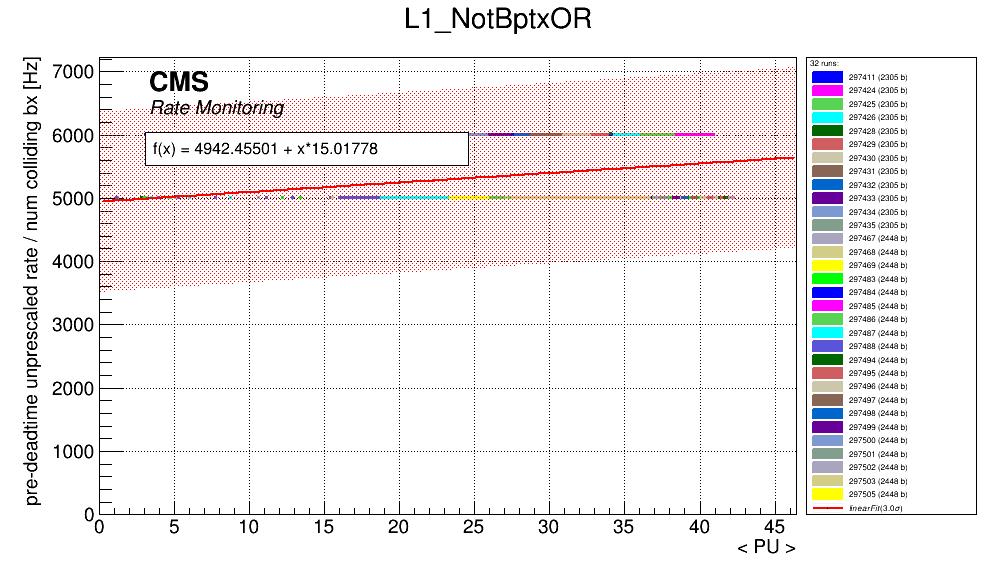 L1_NotBptxOR
pre-deadtime unprescaled rate / num colliding bx [Hz]
7000
6000
5000
4000
3000
2000
1000
0
CMS
Rate Monitoring
f(x) = 4942.45501 + x*15.01778
0 5 10 15 20 25 30 35 40 45
< PU >
32 runs:
297411 (2305 b)
297424 (2305 b)
297425 (2305 b)
297426 (2305 b)
297428 (2305 b)
297429 (2305 b)
297430 (2305 b)
297431 (2305 b)
297432 (2305 b)
297433 (2305 b)
297434 (2305 b)
297435 (2305 b)
297467 (2448 b)
297468 (2448 b)
297469 (2448 b)
297483 (2448 b)
297484 (2448 b)
297485 (2448 b)
297486 (2448 b)
297487 (2448 b)
297488 (2448 b)
297494 (2448 b)
297495 (2448 b)
297496 (2448 b)
297497 (2448 b)
297498 (2448 b)
297499 (2448 b)
297500 (2448 b)
297501 (2448 b)
297502 (2448 b)
297503 (2448 b)
297505 (2448 b)
linearFit(3.0σ)